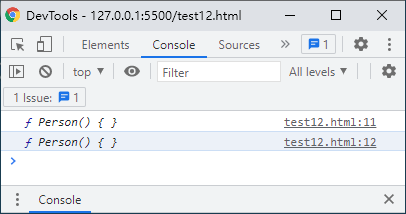 DevTools - 127.0.0.1:5500/test12.html
Elements Console Sources » 1
top Filter All levels
1 Issue: 1
ƒ Person() { } test12.html:11
ƒ Person() { } test12.html:12
Console